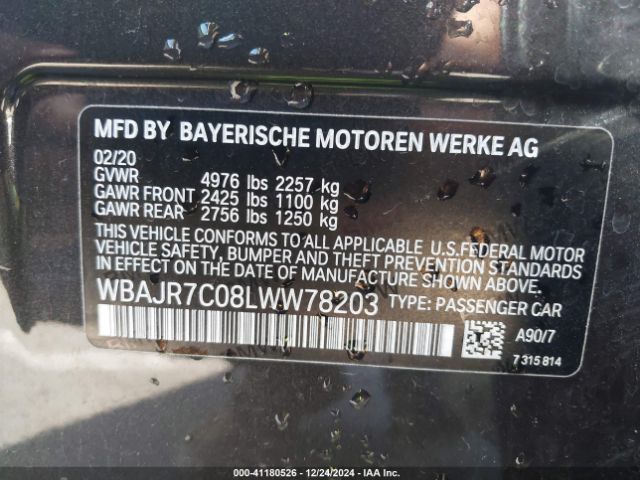 MFD BY BAYERISCHE MOTOREN WERKE AG
02/20
GVWR 4976 lbs 2257 kg
GAWR FRONT 2425 lbs 1100 kg
GAWR REAR 2756 lbs 1250 kg
THIS VEHICLE CONFORMS TO ALL APPLICABLE U.S.FEDERAL MOTOR
VEHICLE SAFETY, BUMPER AND THEFT PREVENTION STANDARDS
IN EFFECT ON THE DATE OF MANUFACTURE SHOWN ABOVE.
WBAJR7C08LWW78203 TYPE: PASSENGER CAR
A90/7
7 315 814
000-41180526 • 12/24/2024 • IAA Inc.